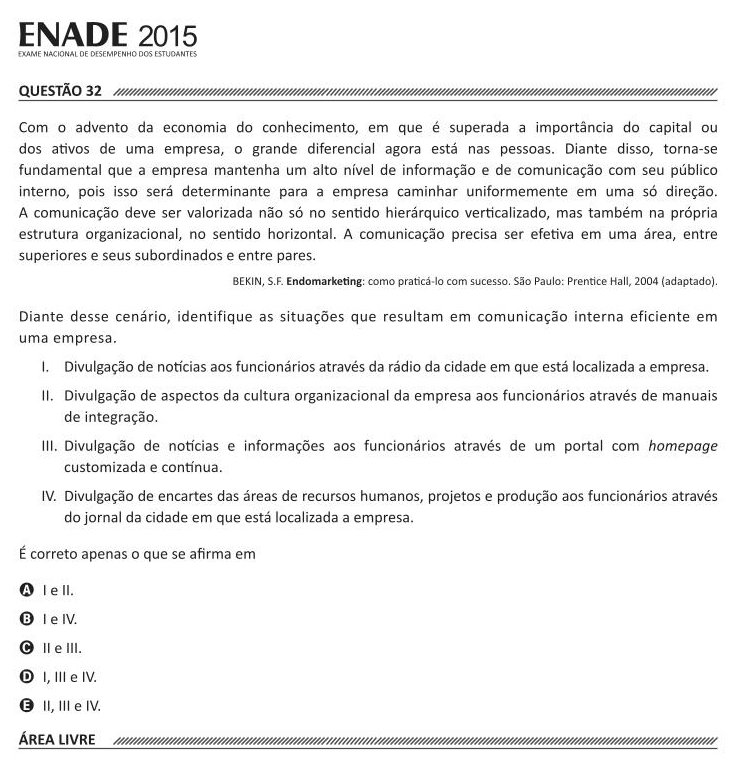 ENADE 2015
EXAME NACIONAL DE DESEMPENHO DOS ESTUDANTES
QUESTÃO 32
Com o advento da economia do conhecimento, em que é superada a importância do capital ou
dos ativos de uma empresa, o grande diferencial agora está nas pessoas. Diante disso, torna-se
fundamental que a empresa mantenha um alto nível de informação e de comunicação com seu público
interno, pois isso será determinante para a empresa caminhar uniformemente em uma só direção.
A comunicação deve ser valorizada não só no sentido hierárquico verticalizado, mas também na própria
estrutura organizacional, no sentido horizontal. A comunicação precisa ser efetiva em uma área, entre
superiores e seus subordinados e entre pares.
BEKIN, S.F. Endomarketing: como praticá-lo com sucesso. São Paulo: Prentice Hall, 2004 (adaptado).
Diante desse cenário, identifique as situações que resultam em comunicação interna eficiente em
uma empresa.
I. Divulgação de notícias aos funcionários através da rádio da cidade em que está localizada a empresa.
II. Divulgação de aspectos da cultura organizacional da empresa aos funcionários através de manuais
de integração.
III. Divulgação de notícias e informações aos funcionários através de um portal com homepage
customizada e contínua.
IV. Divulgação de encartes das áreas de recursos humanos, projetos e produção aos funcionários através
do jornal da cidade em que está localizada a empresa.
É correto apenas o que se afirma em
A I e II.
B I e IV.
C II e III.
D I, III e IV.
E II, III e IV.
ÁREA LIVRE